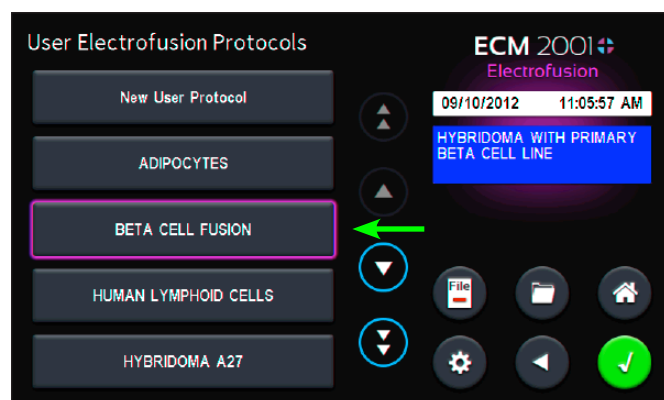 User Electrofusion Protocols
New User Protocol
ADIPOCYTES
BETA CELL FUSION
HUMAN LYMPHOID CELLS
HYBRIDOMA A27
ECM 2001
Electrofusion
09/10/2012 11:05:57 AM
HYBRIDOMA WITH PRIMARY
BETA CELL LINE
File